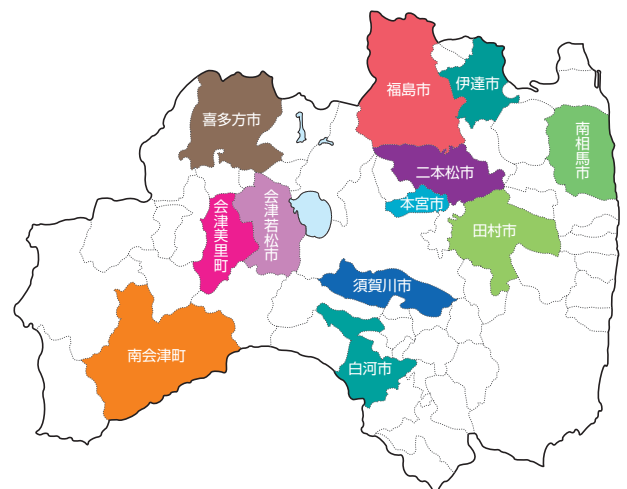 福島市
伊達市
喜多方市
南相馬市
二本松市
本宮市
会津若松市
会津美里町
田村市
須賀川市
南会津町
白河市